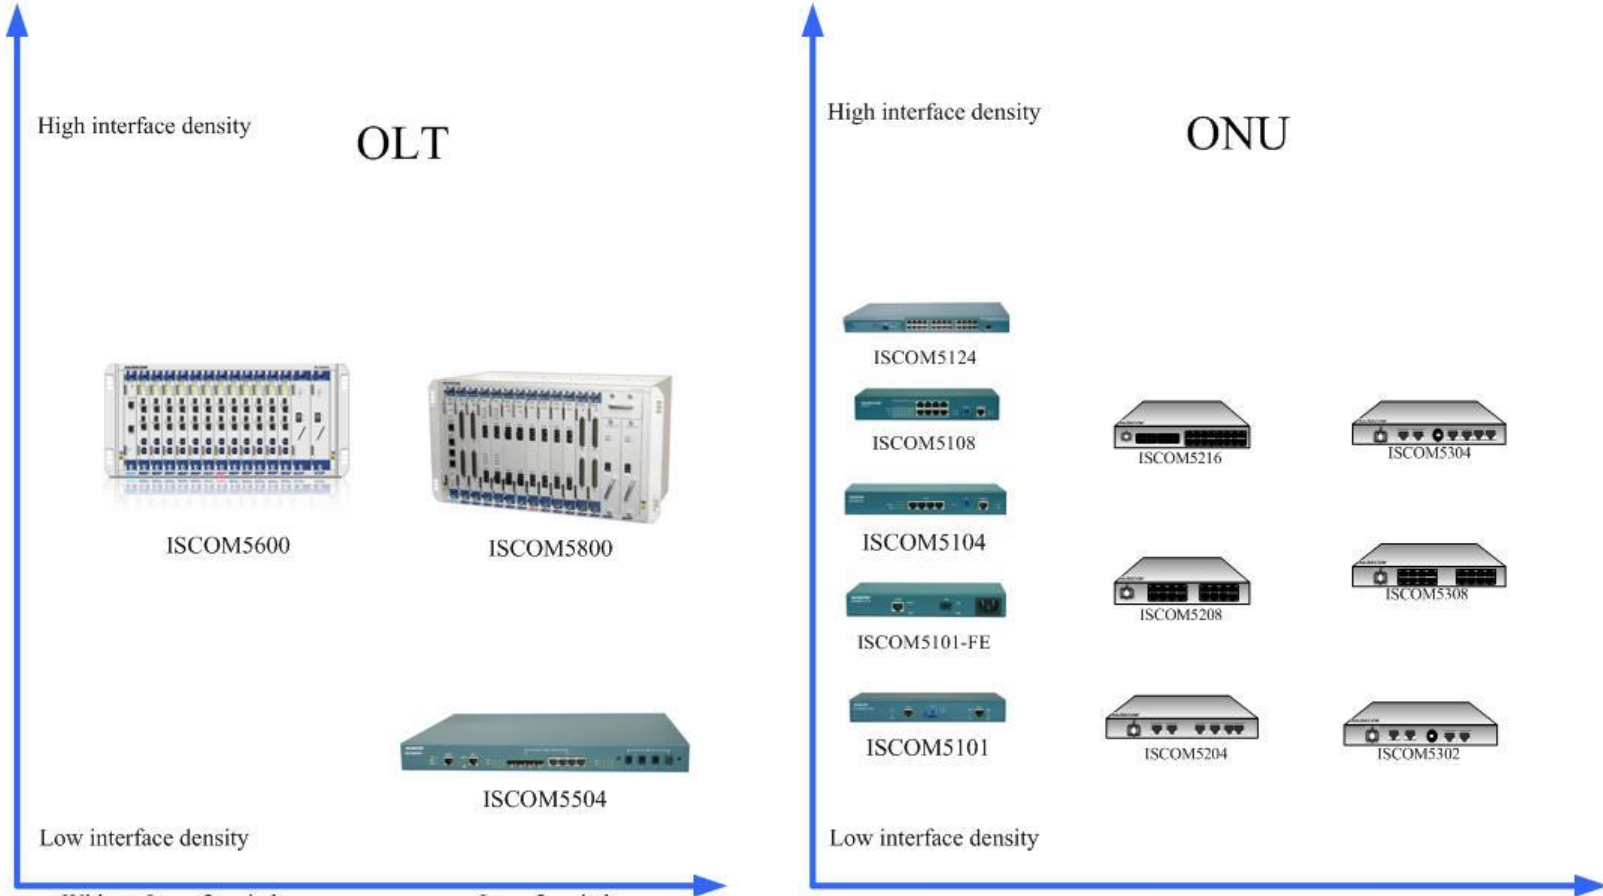 High interface density
OLT
ISCOM5600
ISCOM5800
ISCOM5504
Low interface density
High interface density
ONU
ISCOM5124
ISCOM5108
ISCOM5104
ISCOM5101-FE
ISCOM5101
ISCOM5216
ISCOM5208
ISCOM5204
ISCOM5304
ISCOM5308
ISCOM5302
Low interface density